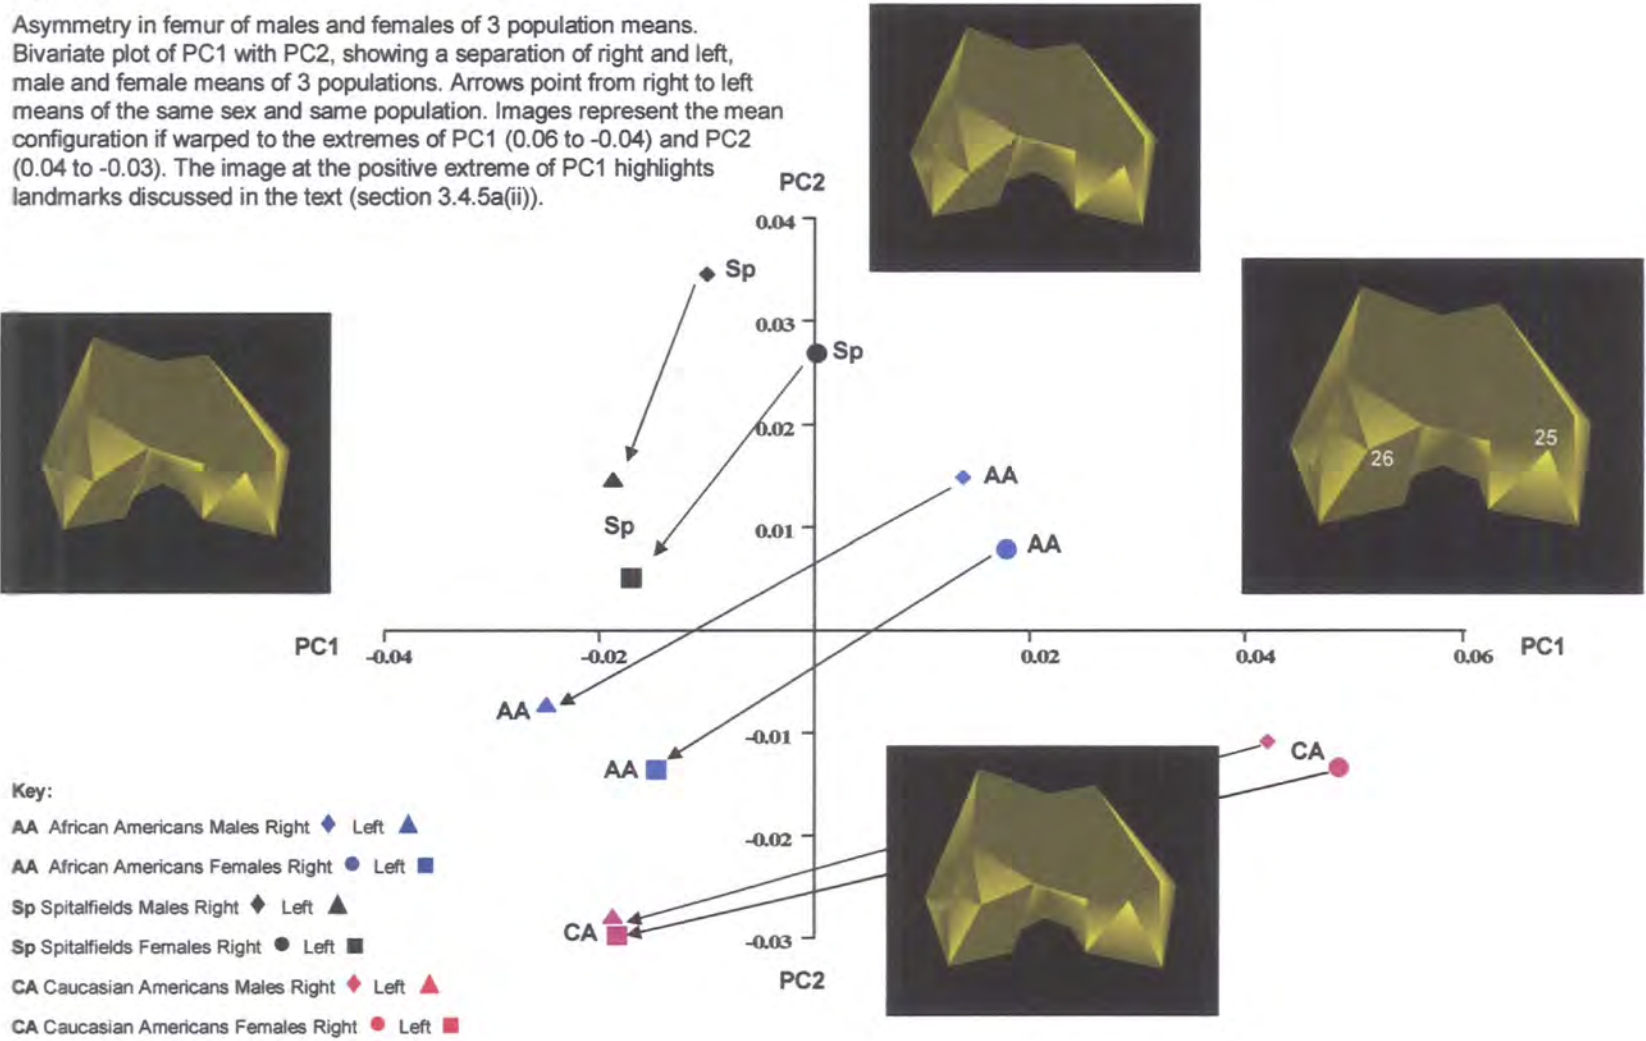 Asymmetry in femur of males and females of 3 population means.
Bivariate plot of PC1 with PC2, showing a separation of right and left,
male and female means of 3 populations. Arrows point from right to left
means of the same sex and same population. Images represent the mean
configuration if warped to the extremes of PC1 (0.06 to -0.04) and PC2
(0.04 to -0.03). The image at the positive extreme of PC1 highlights
landmarks discussed in the text (section 3.4.5a(ii)).
PC2
0.04
Sp
0.03
Sp
0.02
25
26
AA
Sp
0.01
AA
PC1
-0.04
-0.02
0.02
0.04
0.06
PC1
AA
-0.01
CA
AA
-0.02
CA
-0.03
PC2
Key:
AA African Americans Males Right Left
AA African Americans Females Right Left
Sp Spitalfields Males Right Left
Sp Spitalfields Females Right Left
CA Caucasian Americans Males Right Left
CA Caucasian Americans Females Right Left